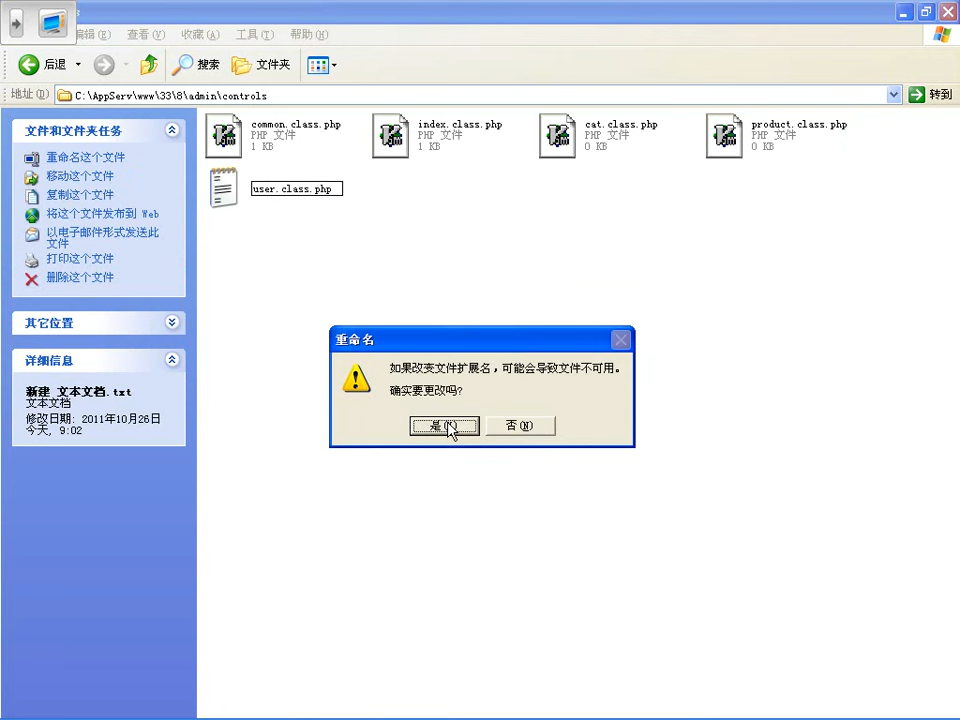 编辑(E) 查看(V) 收藏(A) 工具(T) 帮助(H)
后退 搜索 文件夹
地址(D) C:\AppServ\www\33\8\admin\controls 转到
文件和文件夹任务
重命名这个文件
移动这个文件
复制这个文件
将这个文件发布到 Web
以电子邮件形式发送此
文件
打印这个文件
删除这个文件
其它位置
详细信息
新建 文本文档.txt
文本文档
修改日期: 2011年10月26日
今天, 9:02
common.class.php
PHP 文件
1 KB
index.class.php
PHP 文件
1 KB
cat.class.php
PHP 文件
0 KB
product.class.php
PHP 文件
0 KB
user.class.php
重命名
如果改变文件扩展名，可能会导致文件不可用。
确实要更改吗?
是(Y) 否(N)